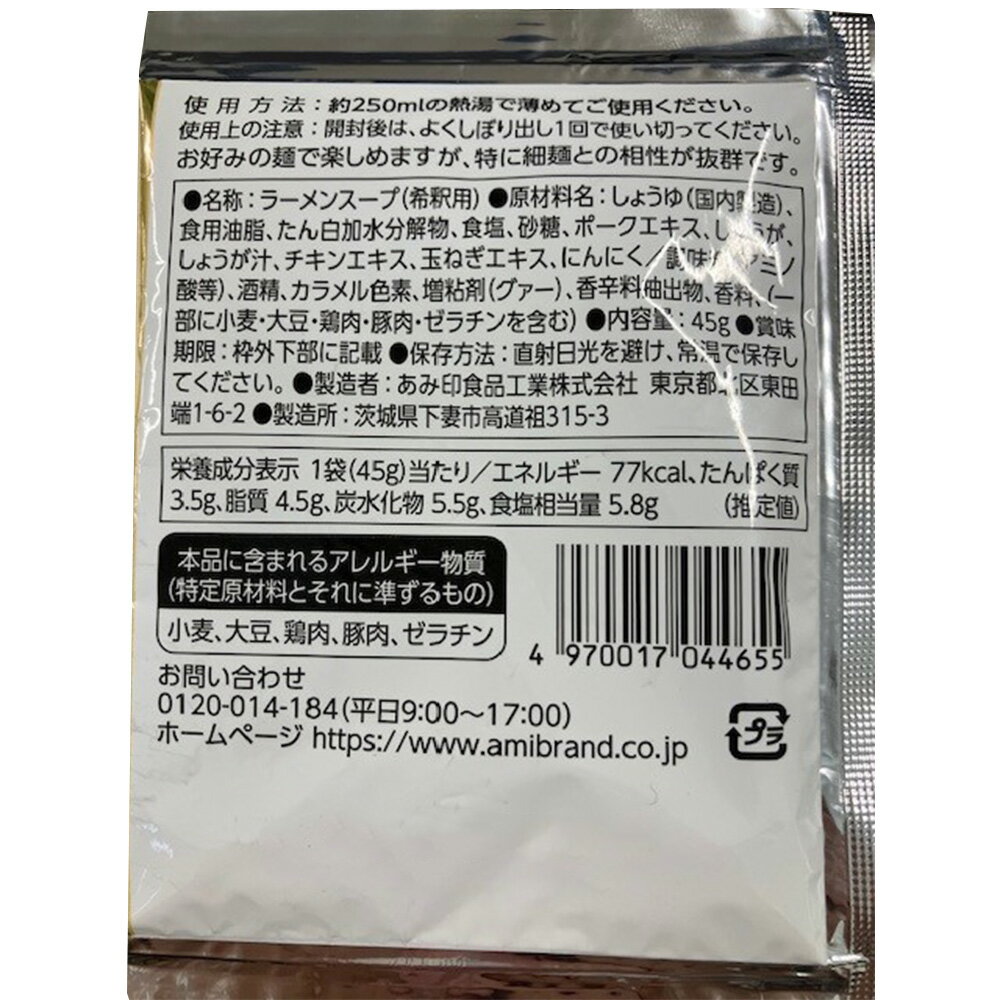 使用方法：約250mlの熱湯で薄めてご使用ください。
使用上の注意：開封後は、よくしぼり出し1回で使い切ってください。
お好みの麺で楽しめますが、特に細麺との相性が抜群です。
●名称：ラーメンスープ(希釈用)●原材料名：しょうゆ(国内製造)、
食用油脂、たん白加水分解物、食塩、砂糖、ポークエキス、しょうが、
しょうが汁、チキンエキス、玉ねぎエキス、にんにく／調味料(アミノ
酸等)、酒精、カラメル色素、増粘剤(グァー)、香辛料抽出物、香料、(一
部に小麦・大豆・鶏肉・豚肉・ゼラチンを含む)●内容量：45g●賞味
期限：枠外下部に記載●保存方法：直射日光を避け、常温で保存し
てください。●製造者：あみ印食品工業株式会社 東京都北区東田
端1-6-2●製造所：茨城県下妻市高道祖315-3
栄養成分表示 1袋(45g)当たり／エネルギー 77kcal、たんぱく質
3.5g、脂質 4.5g、炭水化物 5.5g、食塩相当量 5.8g (推定値)
本品に含まれるアレルギー物質
(特定原材料とそれに準ずるもの)
小麦、大豆、鶏肉、豚肉、ゼラチン
4 970017 044655
お問い合わせ
0120-014-184(平日9:00～17:00)
ホームページ https://www.amibrand.co.jp
プラ